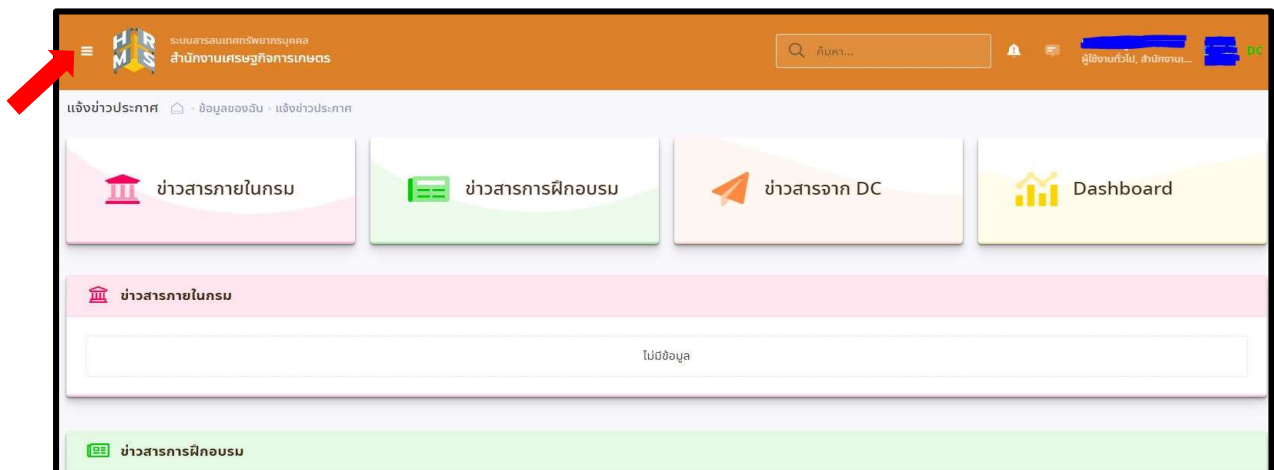 HR
MS
ระบบสารสนเทศทรัพยากรบุคคล
สำนักงานเศรษฐกิจการเกษตร
ค้นหา...
ผู้ใช้งานทั่วไป, สำนักงานเ...
DC
แจ้งข่าวประกาศ - ข้อมูลของฉัน - แจ้งข่าวประกาศ
ข่าวสารภายในกรม
ข่าวสารการฝึกอบรม
ข่าวสารจาก DC
Dashboard
ข่าวสารภายในกรม
ไม่มีข้อมูล
ข่าวสารการฝึกอบรม